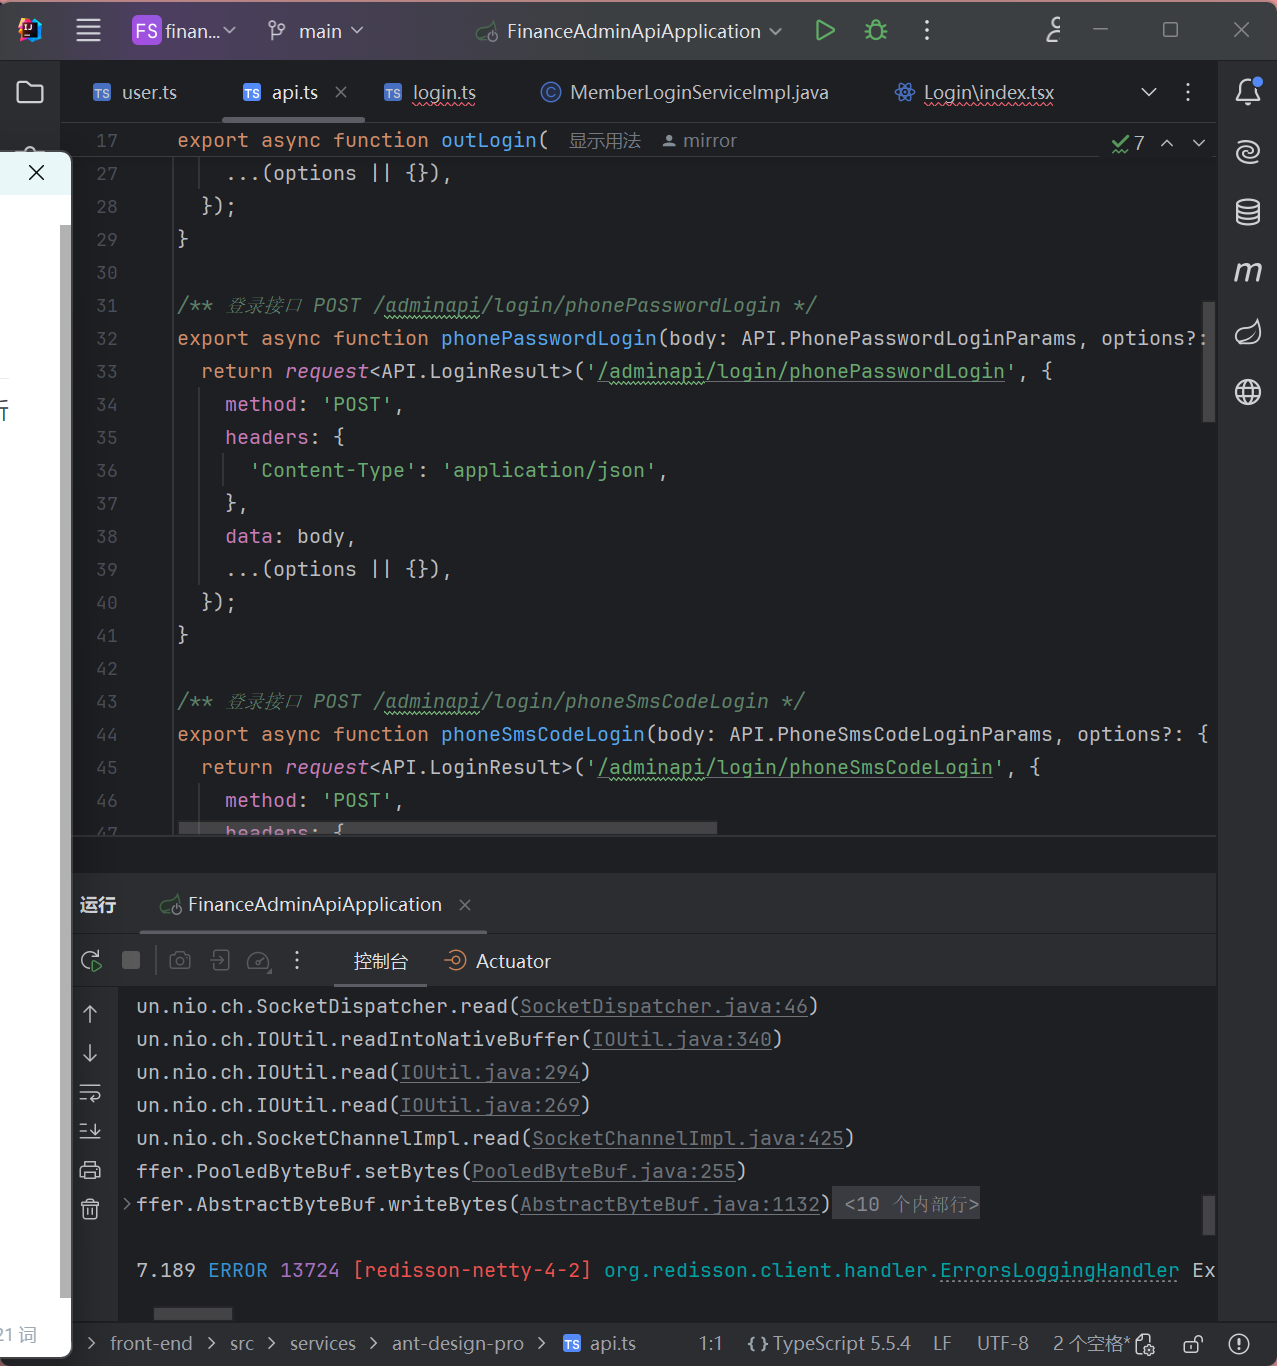 FS finan... main FinanceAdminApiApplication
user.ts api.ts login.ts MemberLoginServiceImpl.java Login\index.tsx
17 export async function outLogin( 显示用法 mirror 7
27 ...(options || {}),
28 });
29 }
30
31 /** 登录接口 POST /adminapi/login/phonePasswordLogin */
32 export async function phonePasswordLogin(body: API.PhonePasswordLoginParams, options?:
33 return request<API.LoginResult>('/adminapi/login/phonePasswordLogin', {
34 method: 'POST',
35 headers: {
36 'Content-Type': 'application/json',
37 },
38 data: body,
39 ...(options || {}),
40 });
41 }
42
43 /** 登录接口 POST /adminapi/login/phoneSmsCodeLogin */
44 export async function phoneSmsCodeLogin(body: API.PhoneSmsCodeLoginParams, options?: {
45 return request<API.LoginResult>('/adminapi/login/phoneSmsCodeLogin', {
46 method: 'POST',
47 headers: {
运行 FinanceAdminApiApplication
控制台 Actuator
un.nio.ch.SocketDispatcher.read(SocketDispatcher.java:46)
un.nio.ch.IOUtil.readIntoNativeBuffer(IOUtil.java:340)
un.nio.ch.IOUtil.read(IOUtil.java:294)
un.nio.ch.IOUtil.read(IOUtil.java:269)
un.nio.ch.SocketChannelImpl.read(SocketChannelImpl.java:425)
ffer.PooledByteBuf.setBytes(PooledByteBuf.java:255)
ffer.AbstractByteBuf.writeBytes(AbstractByteBuf.java:1132) <10 个内部行>
7.189 ERROR 13724 [redisson-netty-4-2] org.redisson.client.handler.ErrorsLoggingHandler Ex
21 词
front-end > src > services > ant-design-pro > TS api.ts 1:1 {} TypeScript 5.5.4 LF UTF-8 2 个空格*